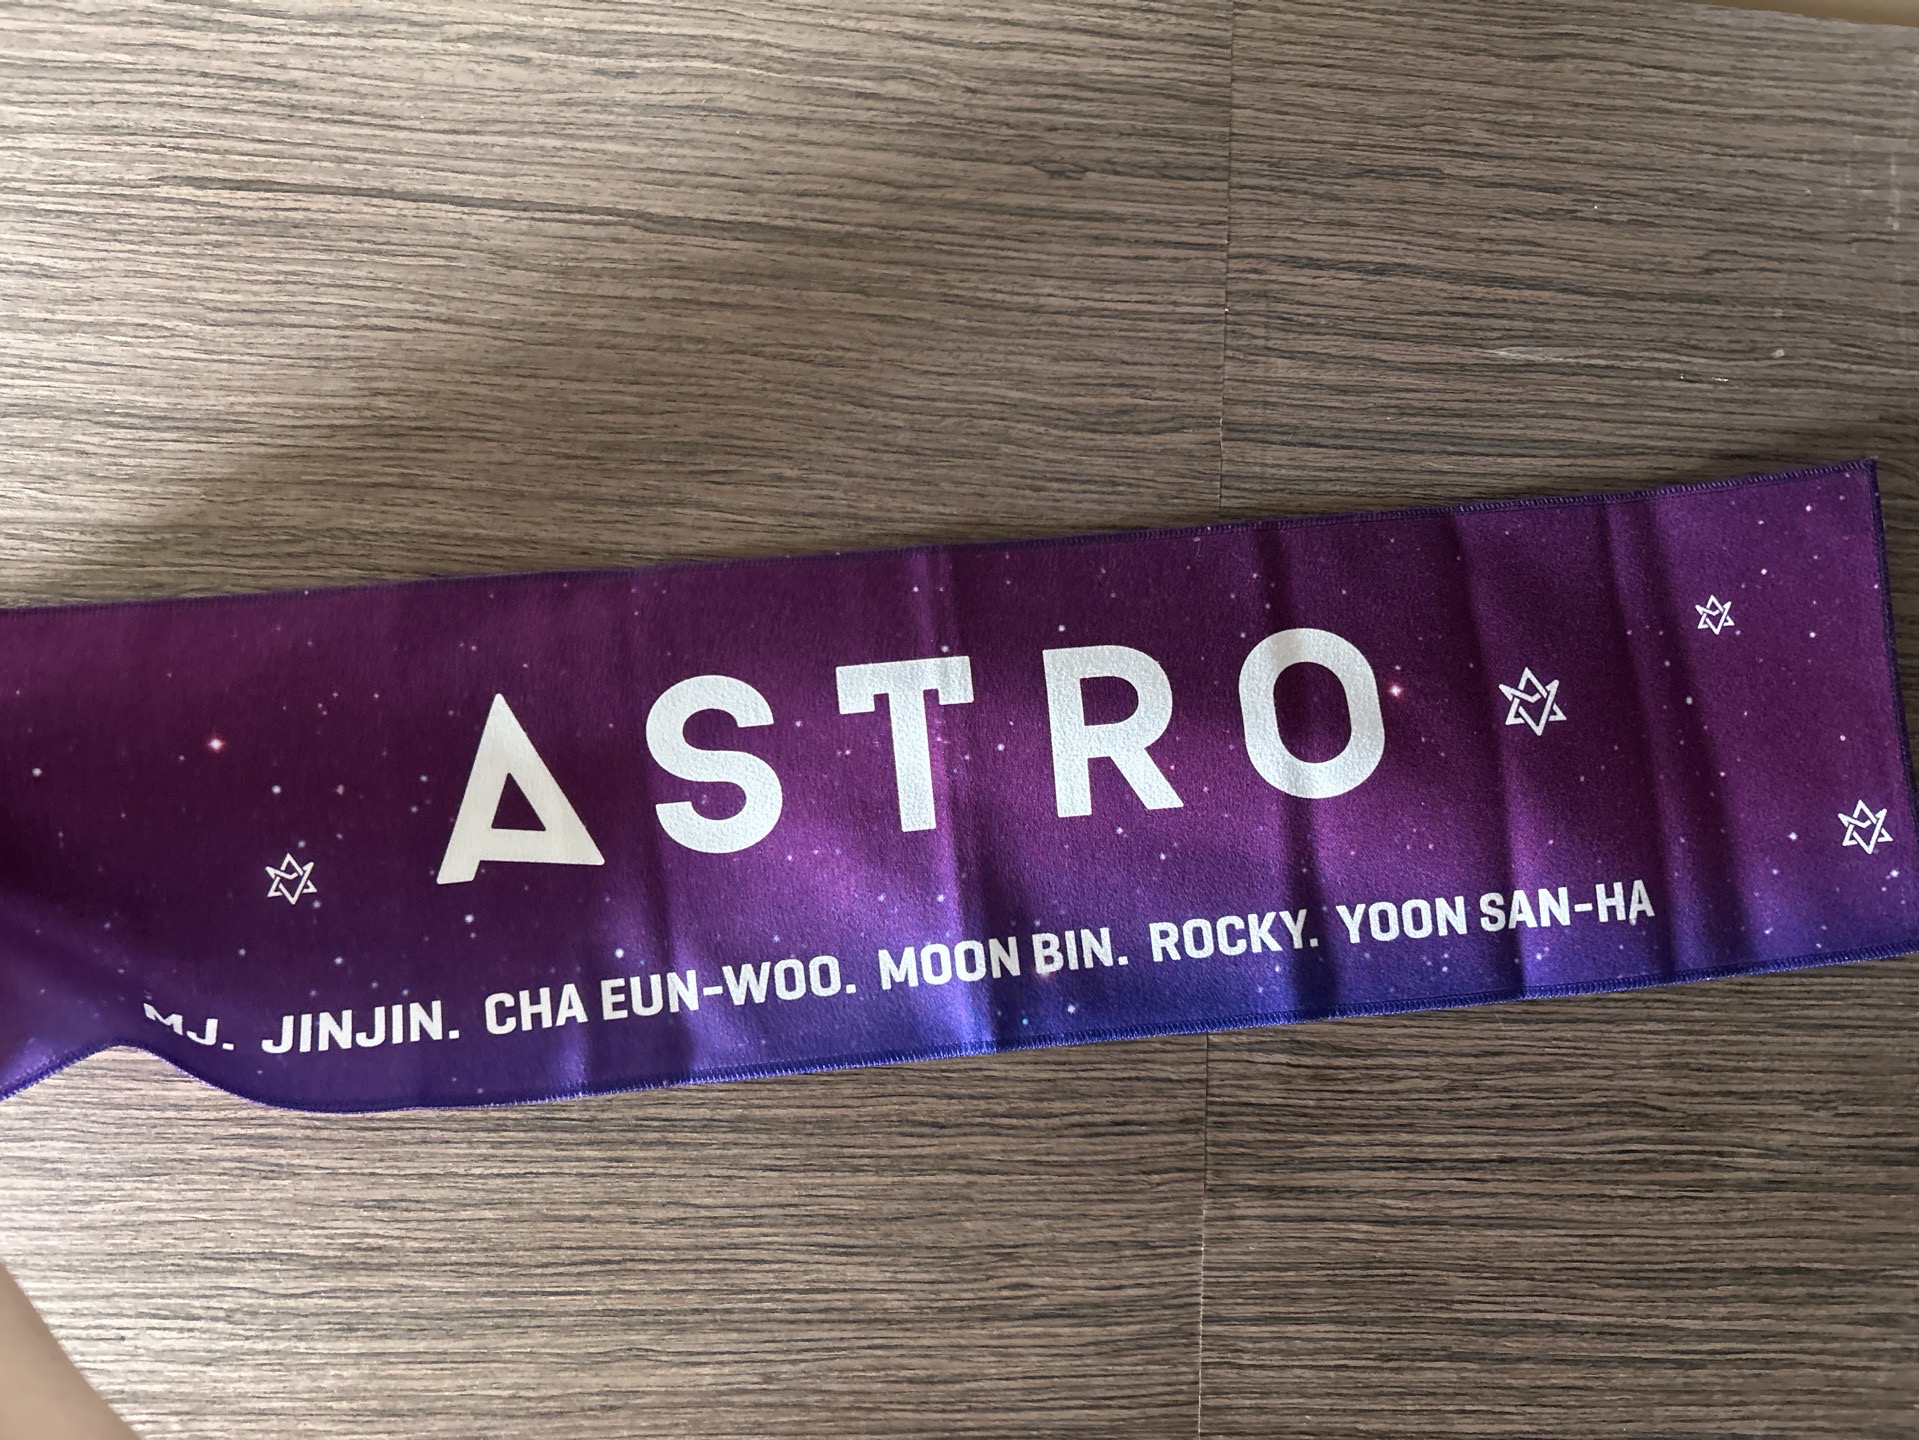 ASTRO
MJ. JINJIN. CHA EUN-WOO. MOON BIN. ROCKY. YOON SAN-HA